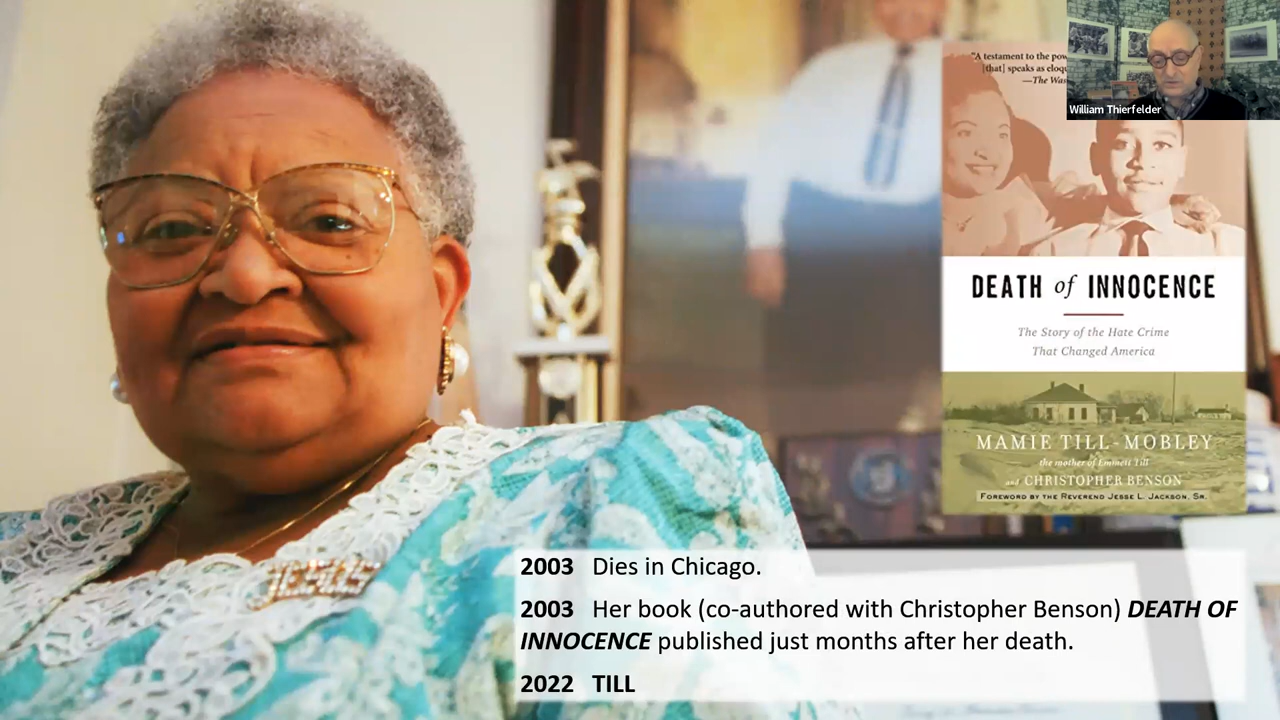 "A testament to the pow
[that] speaks as eloq
—The Was
William Thierfelder
DEATH of INNOCENCE
The Story of the Hate Crime
That Changed America
MAMIE TILL-MOBLEY
the mother of Emmett Till
and CHRISTOPHER BENSON
FOREWORD BY THE REVEREND JESSE L. JACKSON, SR.
2003 Dies in Chicago.
2003 Her book (co-authored with Christopher Benson) DEATH OF
INNOCENCE published just months after her death.
2022 TILL